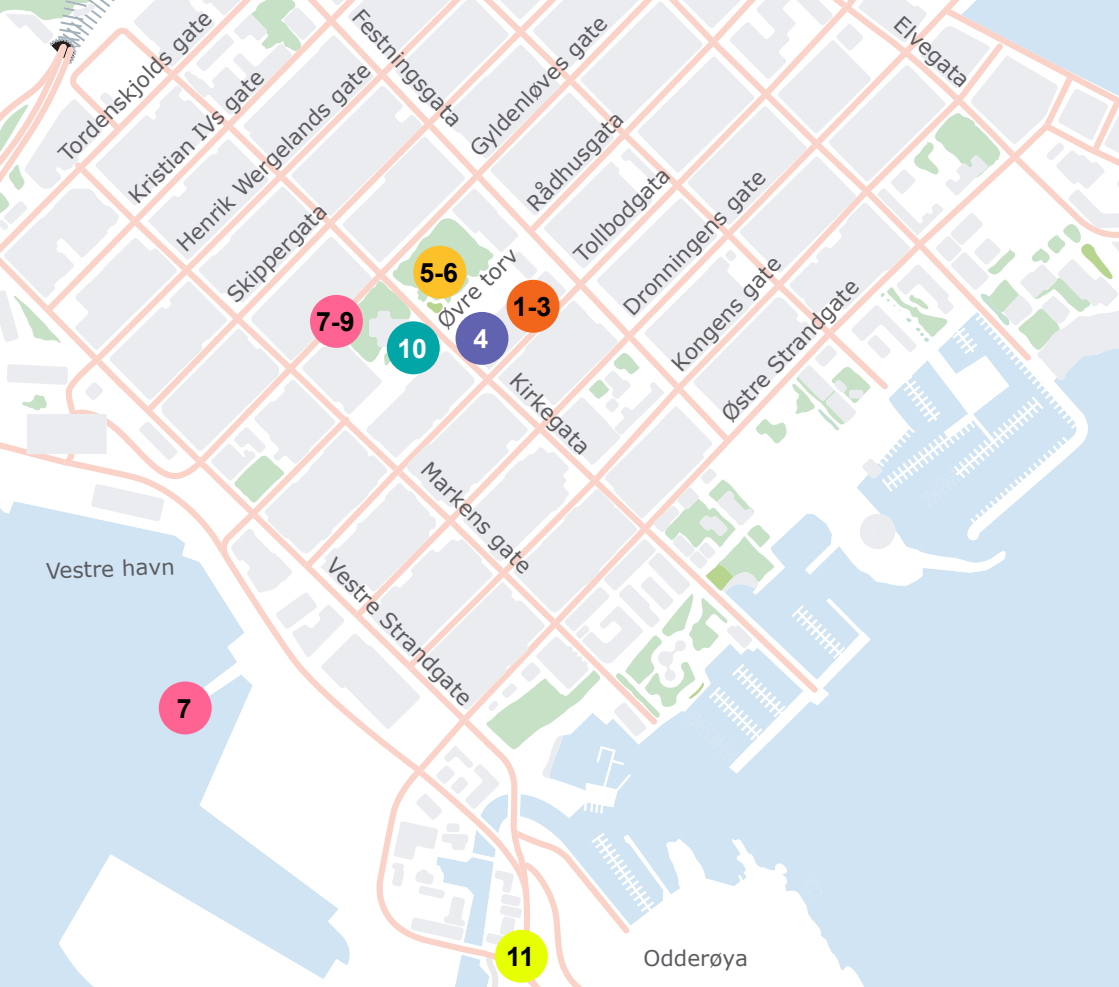 Tordenskjolds gate
Kristian IVs gate
Henrik Wergelands gate
Skippergata
Festningsgata
Gyldenløves gate
Rådhusgata
Tollbodgata
Dronningens gate
Kongens gate
Østre Strandgate
Elvegata
Øvre torv
5-6
1-3
7-9
10
4
Kirkegata
Markens gate
Vestre Strandgate
Vestre havn
7
11
Odderøya